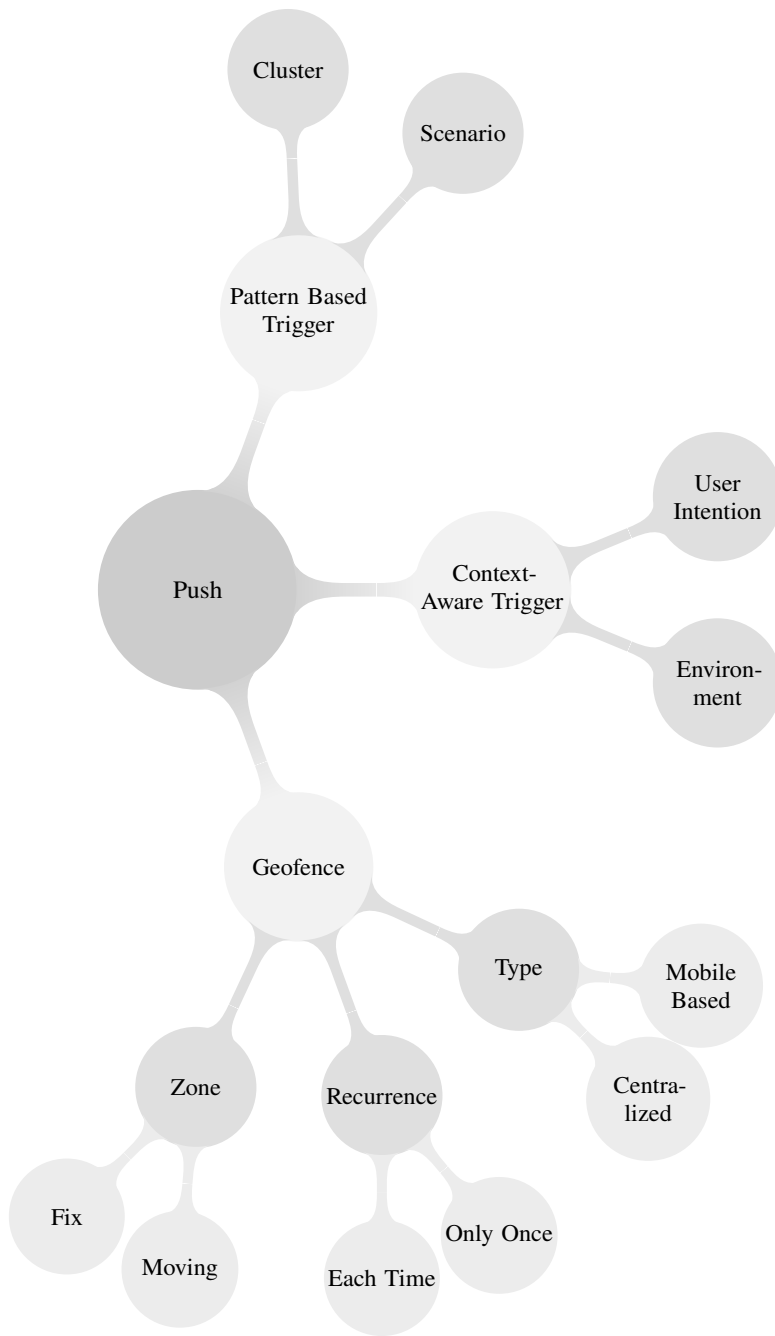 Cluster
Scenario
Pattern Based
Trigger
User
Intention
Push
Context-
Aware Trigger
Environ-
ment
Geofence
Type
Mobile
Based
Zone
Recurrence
Centra-
lized
Fix
Moving
Each Time
Only Once